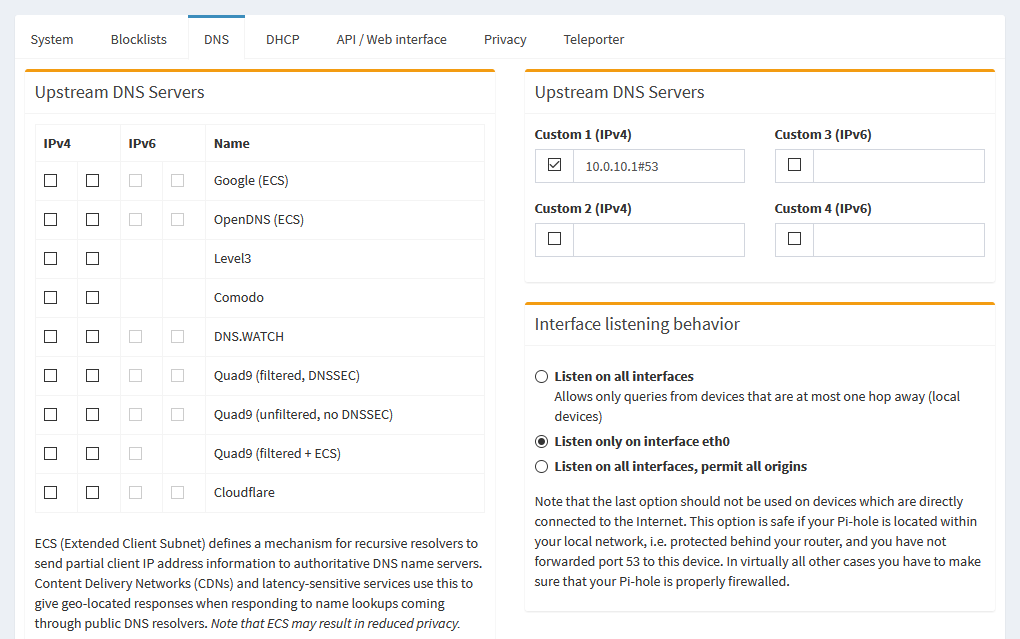 System Blocklists DNS DHCP API / Web interface Privacy Teleporter
Upstream DNS Servers
IPv4 IPv6 Name
Google (ECS)
OpenDNS (ECS)
Level3
Comodo
DNS.WATCH
Quad9 (filtered, DNSSEC)
Quad9 (unfiltered, no DNSSEC)
Quad9 (filtered + ECS)
Cloudflare
ECS (Extended Client Subnet) defines a mechanism for recursive resolvers to
send partial client IP address information to authoritative DNS name servers.
Content Delivery Networks (CDNs) and latency-sensitive services use this to
give geo-located responses when responding to name lookups coming
through public DNS resolvers. Note that ECS may result in reduced privacy.
Upstream DNS Servers
Custom 1 (IPv4) Custom 3 (IPv6)
10.0.10.1#53
Custom 2 (IPv4) Custom 4 (IPv6)
Interface listening behavior
Listen on all interfaces
Allows only queries from devices that are at most one hop away (local
devices)
Listen only on interface eth0
Listen on all interfaces, permit all origins
Note that the last option should not be used on devices which are directly
connected to the Internet. This option is safe if your Pi-hole is located within
your local network, i.e. protected behind your router, and you have not
forwarded port 53 to this device. In virtually all other cases you have to make
sure that your Pi-hole is properly firewalled.